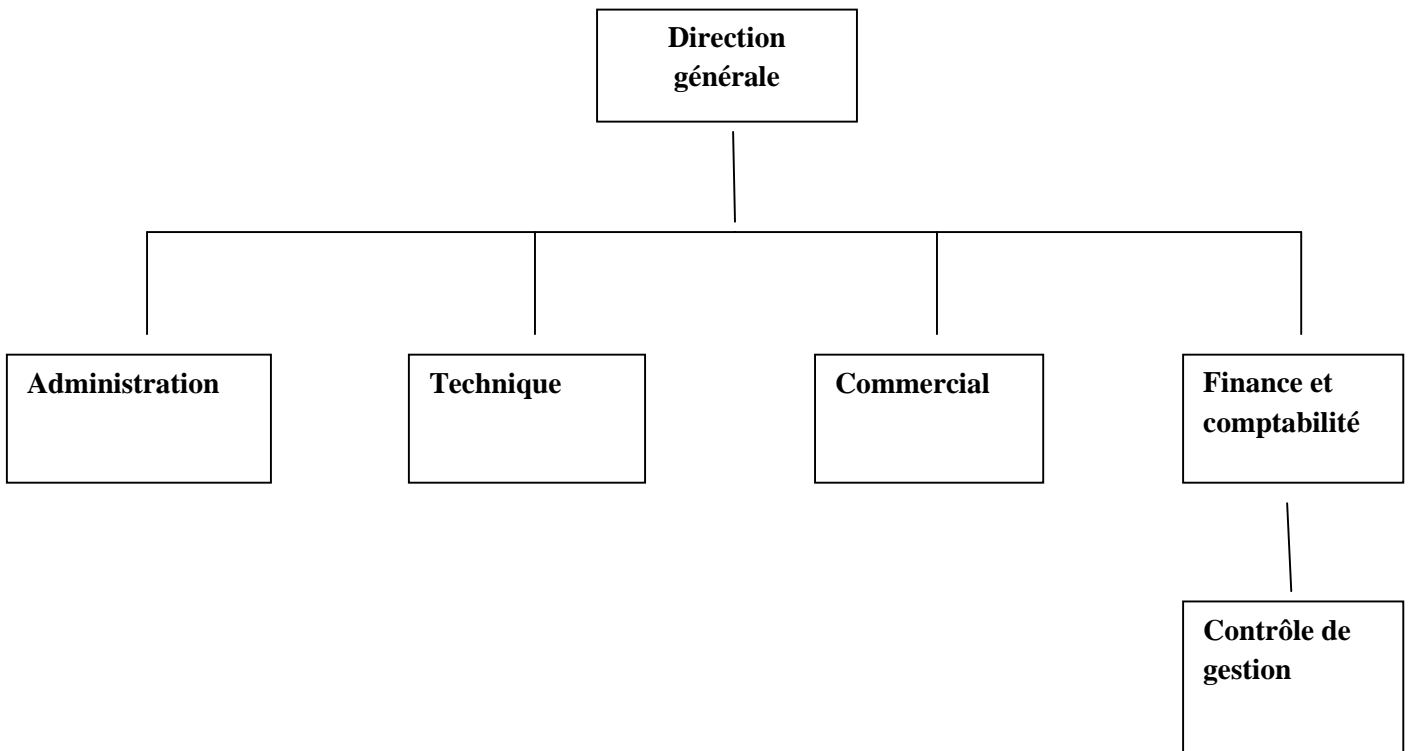 Direction
générale
Administration
Technique
Commercial
Finance et
comptabilité
Contrôle de
gestion